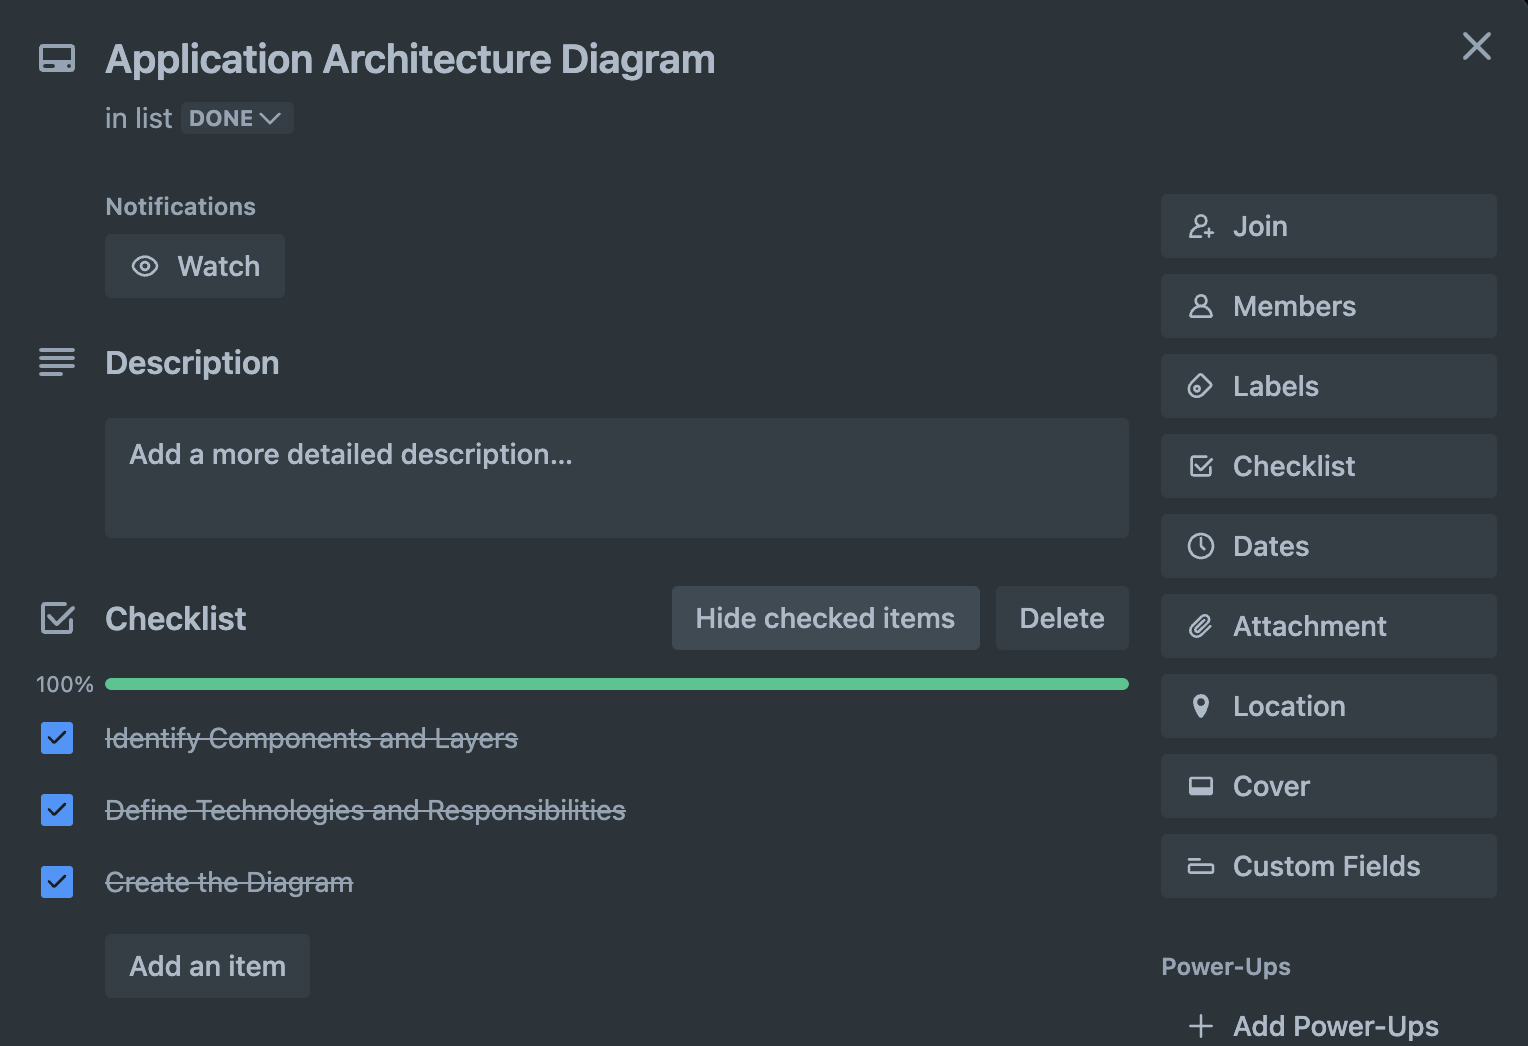 Application Architecture Diagram
in list DONE
Notifications
Watch
Description
Add a more detailed description...
Checklist
Hide checked items
Delete
100%
Identify Components and Layers
Define Technologies and Responsibilities
Create the Diagram
Add an item
Join
Members
Labels
Checklist
Dates
Attachment
Location
Cover
Custom Fields
Power-Ups
Add Power-Ups